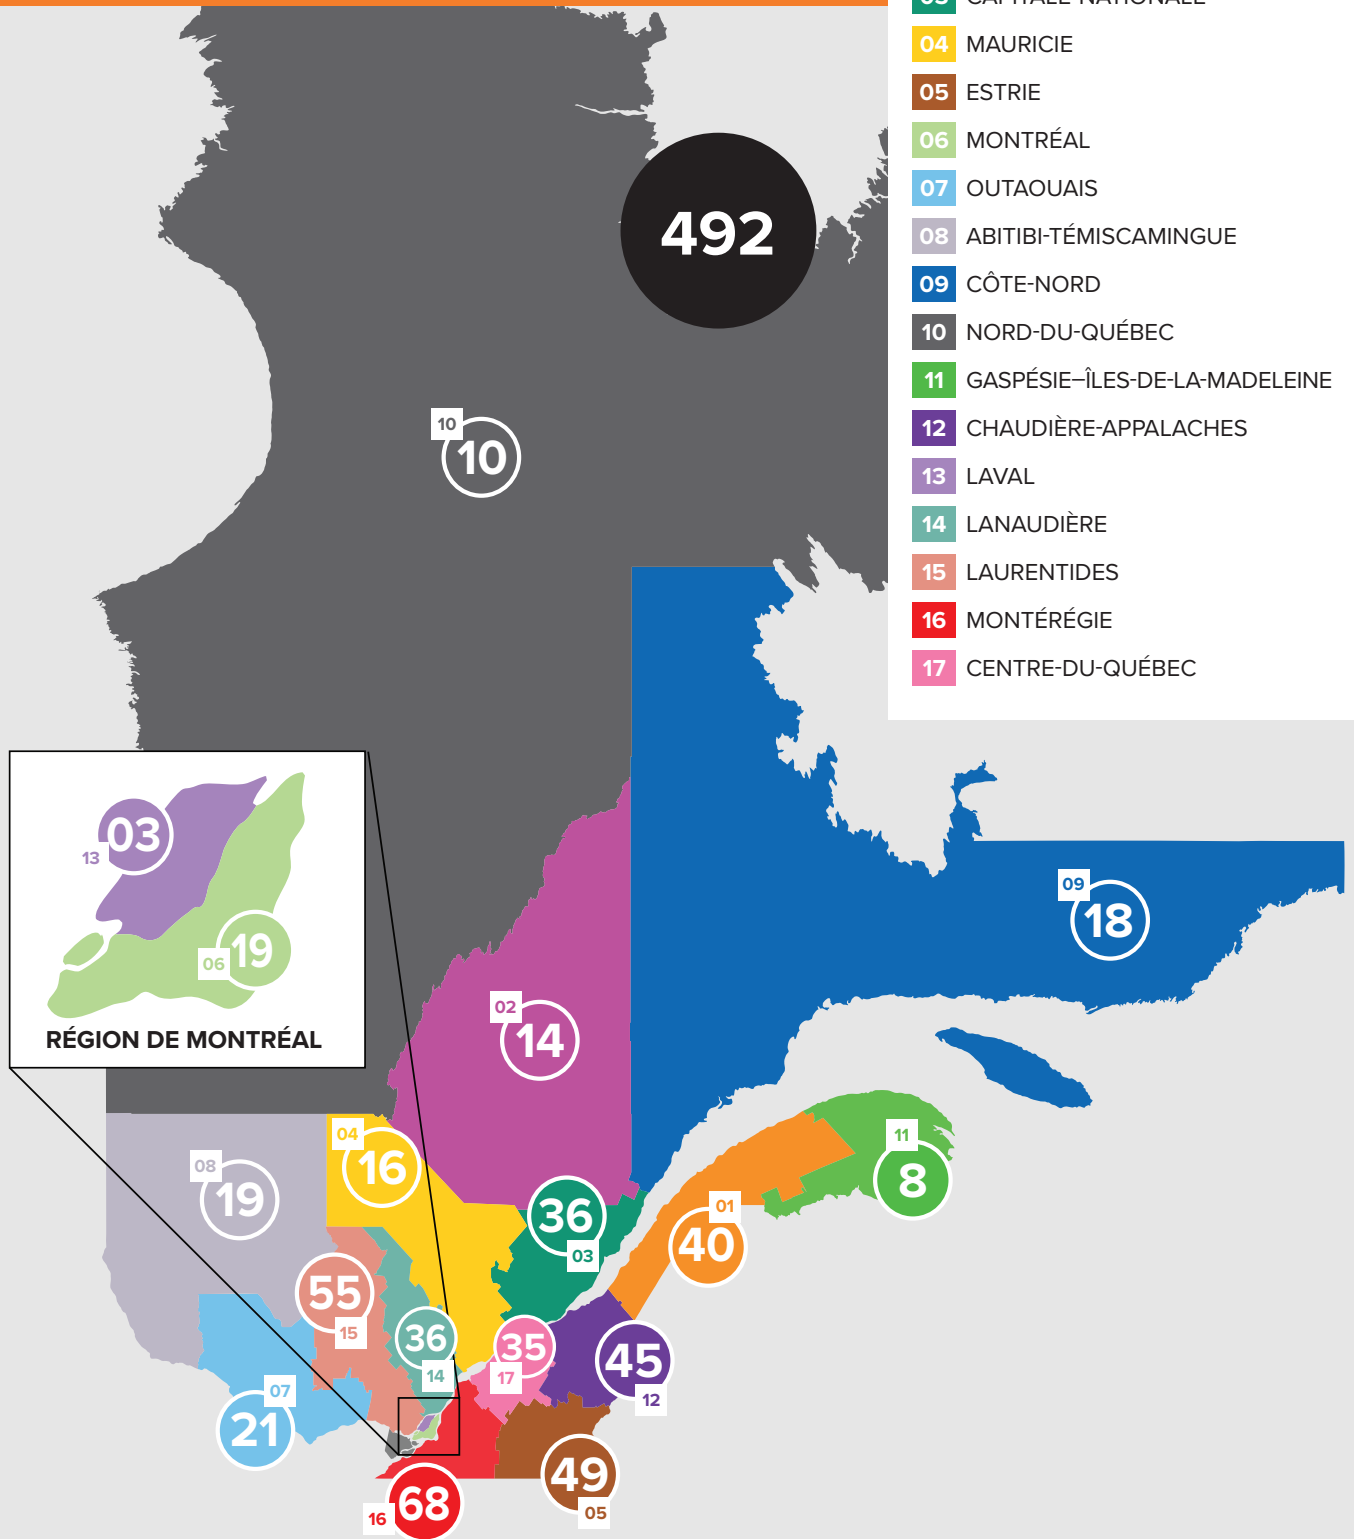 03 CAPITALE-NATIONALE
04 MAURICIE
05 ESTRIE
06 MONTRÉAL
07 OUTAOUAIS
08 ABITIBI-TÉMISCAMINGUE
09 CÔTE-NORD
10 NORD-DU-QUÉBEC
11 GASPÉSIE–ÎLES-DE-LA-MADELEINE
12 CHAUDIÈRE-APPALACHES
13 LAVAL
14 LANAUDIÈRE
15 LAURENTIDES
16 MONTÉRÉGIE
17 CENTRE-DU-QUÉBEC
492
10
10
03
13
19
06
RÉGION DE MONTRÉAL
09
18
02
14
04
16
08
19
36
03
11
8
01
40
55
15
36
14
35
17
45
12
07
21
49
05
68
16